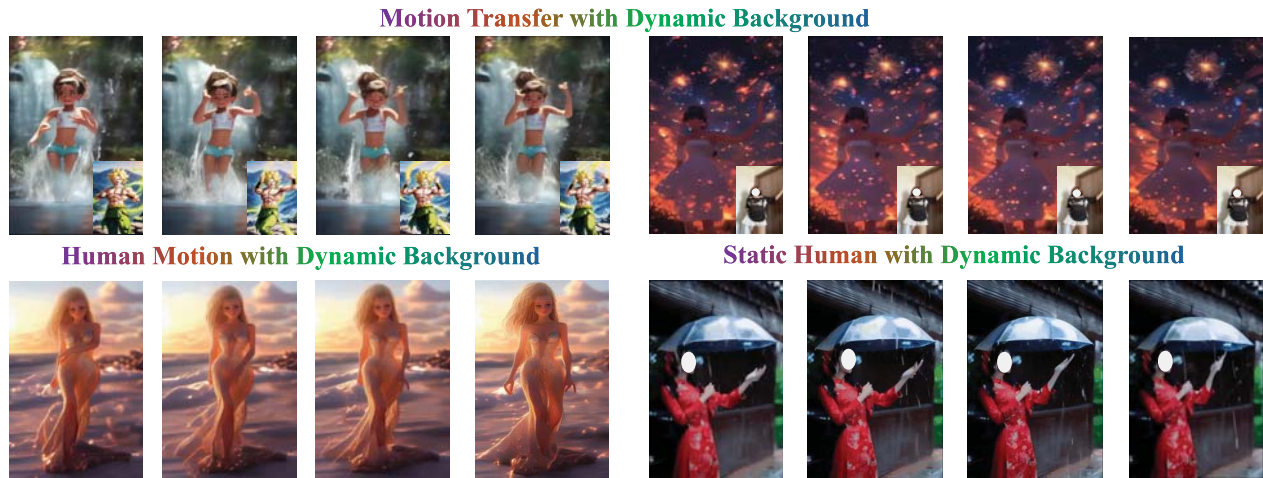 Motion Transfer with Dynamic Background
Human Motion with Dynamic Background
Static Human with Dynamic Background